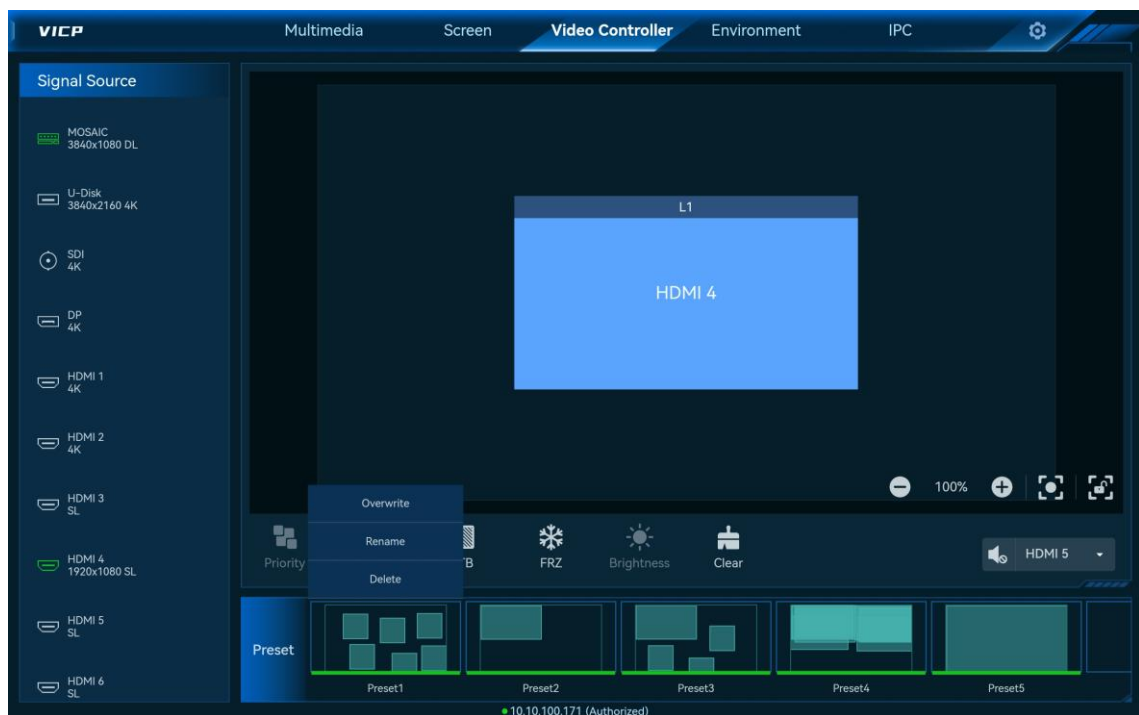 VICP
Multimedia
Screen
Video Controller
Environment
IPC
Signal Source
MOSAIC
3840x1080 DL
U-Disk
3840x2160 4K
SDI
4K
DP
4K
HDMI 1
4K
HDMI 2
4K
HDMI 3
SL
HDMI 4
1920x1080 SL
HDMI 5
SL
HDMI 6
SL
L1
HDMI 4
100%
Overwrite
Rename
Delete
Priority
FRZ
Brightness
Clear
HDMI 5
Preset
Preset1
Preset2
Preset3
Preset4
Preset5
10.10.100.171 (Authorized)